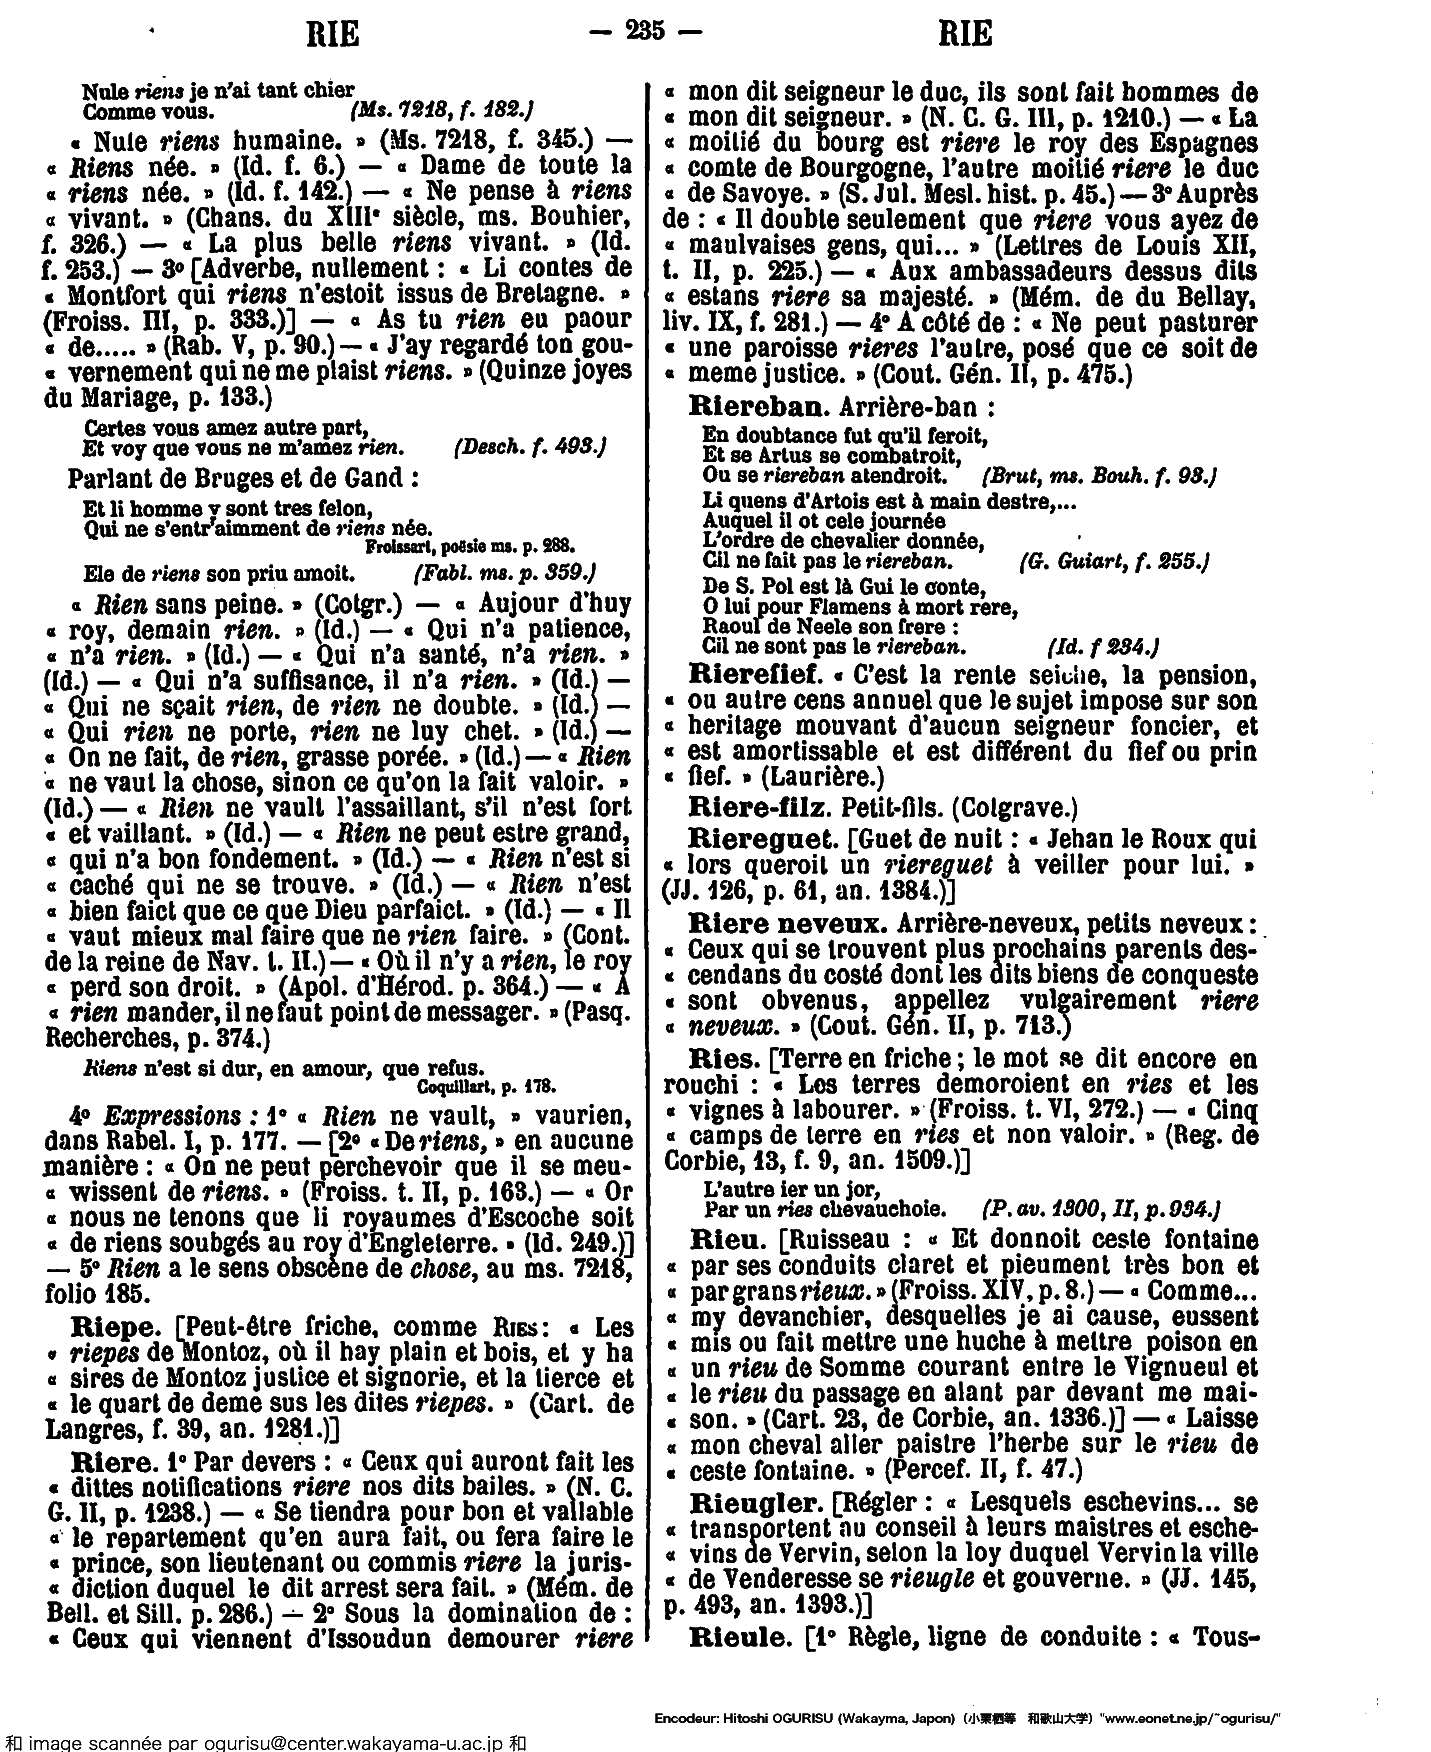 RIE — 235 — RIE
Nule riens je n'ai tant chier
Comme vous. (Ms. 7218, f. 182.)
« Nule riens humaine. » (Ms. 7218, f. 345.) —
« Riens née. » (Id. f. 6.) — « Dame de toute la
« riens née. » (Id. f. 142.) — « Ne pense à riens
« vivant. » (Chans. du XIIIe siècle, ms. Bouhier,
f. 326.) — « La plus belle riens vivant. » (Id.
f. 253.) — 3o [Adverbe, nullement : « Li contes de
« Montfort qui riens n'estoit issus de Bretagne. »
(Froiss. III, p. 333.)] — « As tu rien eu paour
« de..... » (Rab. V, p. 90.) — « J'ay regardé ton gou-
« vernement qui ne me plaist riens. » (Quinze joyes
du Mariage, p. 133.)
Certes vous amez autre part,
Et voy que vous ne m'amez rien. (Desch. f. 493.)
Parlant de Bruges et de Gand :
Et li homme y sont tres felon,
Qui ne s'entr'aimment de riens née.
Froissart, poësie ms. p. 288.
Ele de riens son priu amoit. (Fabl. ms. p. 359.)
« Rien sans peine. » (Cotgr.) — « Aujour d'huy
« roy, demain rien. » (Id.) — « Qui n'a patience,
« n'a rien. » (Id.) — « Qui n'a santé, n'a rien. »
(Id.) — « Qui n'a suffisance, il n'a rien. » (Id.) —
« Qui ne sçait rien, de rien ne doubte. » (Id.) —
« Qui rien ne porte, rien ne luy chet. » (Id.) —
« On ne fait, de rien, grasse porée. » (Id.) — « Rien
« ne vaut la chose, sinon ce qu'on la fait valoir. »
(Id.) — « Rien ne vault l'assaillant, s'il n'est fort
« et vaillant. » (Id.) — « Rien ne peut estre grand,
« qui n'a bon fondement. » (Id.) — « Rien n'est si
« caché qui ne se trouve. » (Id.) — « Rien n'est
« bien faict que ce que Dieu parfaict. » (Id.) — « Il
« vaut mieux mal faire que ne rien faire. » (Cont.
de la reine de Nav. t. II.) — « Où il n'y a rien, le roy
« perd son droit. » (Apol. d'Hérod. p. 364.) — « A
« rien mander, il ne faut point de messager. » (Pasq.
Recherches, p. 374.)
Riens n'est si dur, en amour, que refus.
Coquillart, p. 178.
4o Expressions : 1o « Rien ne vault, » vaurien,
dans Rabel. I, p. 177. — [2o « De riens, » en aucune
manière : « On ne peut perchevoir que il se meu-
« wissent de riens. » (Froiss. t. II, p. 163.) — « Or
« nous ne tenons que li royaumes d'Escoche soit
« de riens soubgés au roy d'Engleterre. » (Id. 249.)]
— 5o Rien a le sens obscène de chose, au ms. 7218,
folio 185.
Riepe. [Peut-être friche, comme RIES : « Les
« riepes de Montoz, où il hay plain et bois, et y ha
« sires de Montoz justice et signorie, et la tierce et
« le quart de deme sus les dites riepes. » (Cart. de
Langres, f. 39, an. 1281.)]
Riere. 1o Par devers : « Ceux qui auront fait les
« dittes notifications riere nos dits bailes. » (N. C.
G. II, p. 1238.) — « Se tiendra pour bon et vallable
« le repartement qu'en aura fait, ou fera faire le
« prince, son lieutenant ou commis riere la juris-
« diction duquel le dit arrest sera fait. » (Mém. de
Bell. et Sill. p. 286.) — 2o Sous la domination de :
« Ceux qui viennent d'Issoudun demourer riere
« mon dit seigneur le duc, ils sont fait hommes de
« mon dit seigneur. » (N. C. G. III, p. 1210.) — « La
« moitié du bourg est riere le roy des Espagnes
« comte de Bourgogne, l'autre moitié riere le duc
« de Savoye. » (S. Jul. Mesl. hist. p. 45.) — 3o Auprès
de : « Il double seulement que riere vous ayez de
« maulvaises gens, qui... » (Lettres de Louis XII,
t. II, p. 225.) — « Aux ambassadeurs dessus dits
« estans riere sa majesté. » (Mém. de du Bellay,
liv. IX, f. 281.) — 4o A côté de : « Ne peut pasturer
« une paroisse rieres l'autre, posé que ce soit de
« meme justice. » (Cout. Gén. II, p. 475.)
Riereban. Arrière-ban :
En doubtance fut qu'il feroit,
Et se Artus se combatroit,
Ou se riereban atendroit. (Brut, ms. Bouh. f. 93.)
Li quens d'Artois est à main destre,...
Auquel il ot cele journée
L'ordre de chevalier donnée,
Cil ne fait pas le riereban. (G. Guiart, f. 255.)
De S. Pol est là Gui le conte,
O lui pour Flamens à mort rere,
Raoul de Neele son frere :
Cil ne sont pas le riereban. (Id. f 234.)
Rierefief. « C'est la rente seiche, la pension,
« ou autre cens annuel que le sujet impose sur son
« heritage mouvant d'aucun seigneur foncier, et
« est amortissable et est différent du fief ou prin
« fief. » (Laurière.)
Riere-filz. Petit-fils. (Cotgrave.)
Riereguet. [Guet de nuit : « Jehan le Roux qui
« lors queroit un riereguet à veiller pour lui. »
(JJ. 126, p. 61, an. 1384.)]
Riere neveux. Arrière-neveux, petits neveux :
« Ceux qui se trouvent plus prochains parents des-
« cendans du costé dont les dits biens de conqueste
« sont obvenus, appellez vulgairement riere
« neveux. » (Cout. Gén. II, p. 713.)
Ries. [Terre en friche ; le mot se dit encore en
rouchi : « Les terres demoroient en ries et les
« vignes à labourer. » (Froiss. t. VI, 272.) — « Cinq
« camps de terre en ries et non valoir. » (Reg. de
Corbie, 13, f. 9, an. 1509.)]
L'autre ier un jor,
Par un ries chevauchoie. (P. av. 1300, II, p. 934.)
Rieu. [Ruisseau : « Et donnoit ceste fontaine
« par ses conduits claret et pieument très bon et
« par grans rieux. » (Froiss. XIV, p. 8.) — « Comme...
« my devanchier, desquelles je ai cause, eussent
« mis ou fait mettre une huche à mettre poison en
« un rieu de Somme courant entre le Vignueul et
« le rieu du passage en alant par devant me mai-
« son. » (Cart. 23, de Corbie, an. 1336.)] — « Laisse
« mon cheval aller paistre l'herbe sur le rieu de
« ceste fontaine. » (Percef. II, f. 47.)
Rieugler. [Régler : « Lesquels eschevins... se
« transportent au conseil à leurs maistres et esche-
« vins de Vervin, selon la loy duquel Vervin la ville
« de Venderesse se rieugle et gouverne. » (JJ. 145,
p. 493, an. 1393.)]
Rieule. [1o Règle, ligne de conduite : « Tous-
Encodeur: Hitoshi OGURISU (Wakayma, Japon) (小栗栖等 和歌山大学) "www.eonet.ne.jp/~ogurisu/"
和 image scannée par ogurisu@center.wakayama-u.ac.jp 和